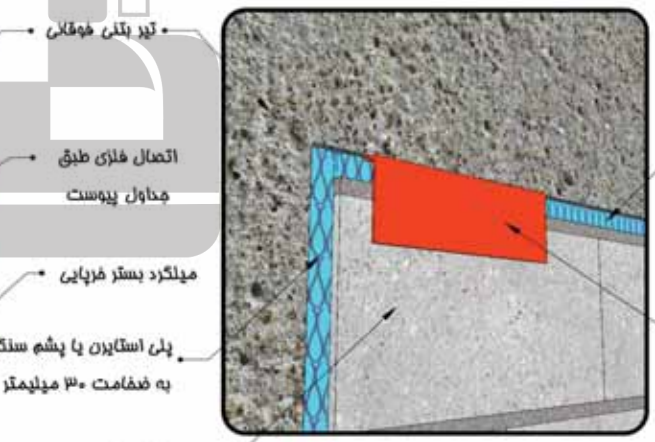 تیر بتنی فوقانی
اتصال فلزی طبق
جداول پیوست
میلگرد بستر خرپایی
پلی استایرن یا پشم سنگ
به ضخامت ۳۰ میلیمتر